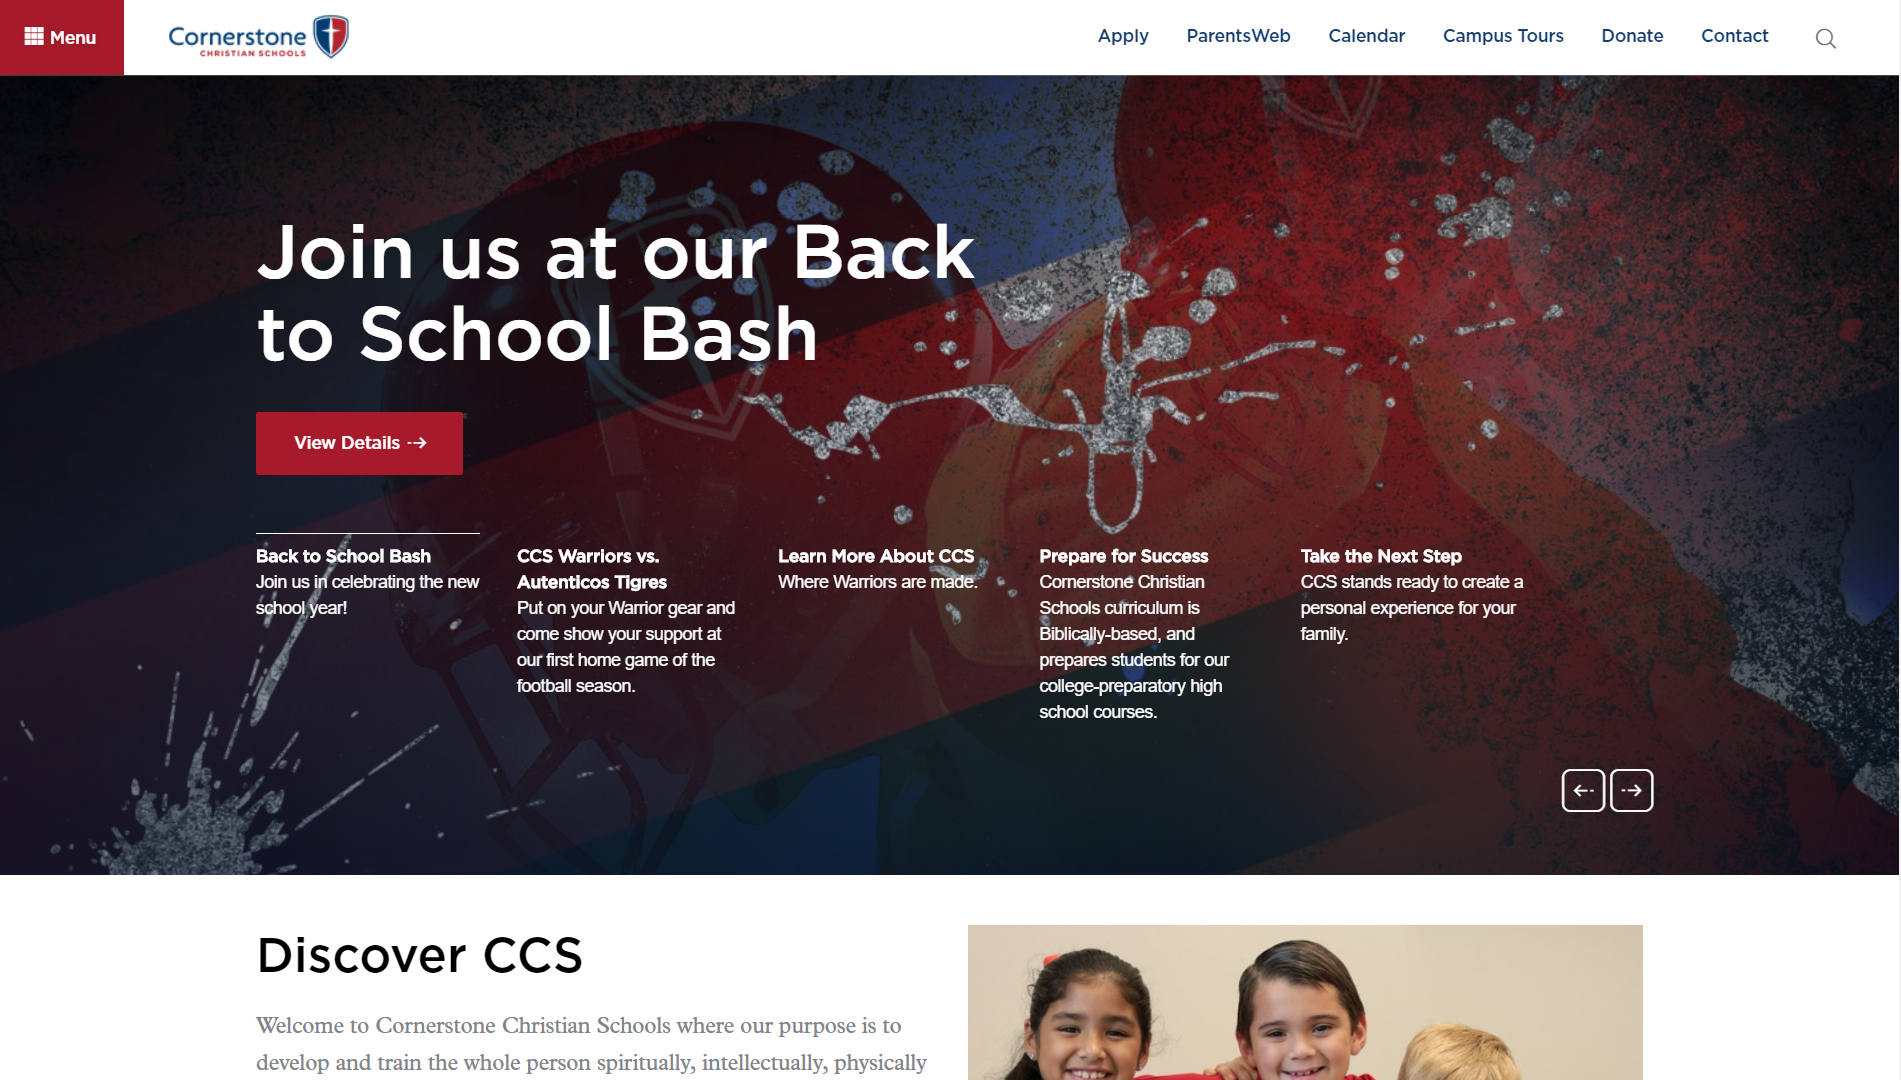 Menu
Cornerstone
CHRISTIAN SCHOOLS
Apply
ParentsWeb
Calendar
Campus Tours
Donate
Contact
Join us at our Back
to School Bash
View Details
Back to School Bash
Join us in celebrating the new
school year!
CCS Warriors vs.
Autenticos Tigres
Put on your Warrior gear and
come show your support at
our first home game of the
football season.
Learn More About CCS
Where Warriors are made.
Prepare for Success
Cornerstone Christian
Schools curriculum is
Biblically-based, and
prepares students for our
college-preparatory high
school courses.
Take the Next Step
CCS stands ready to create a
personal experience for your
family.
Discover CCS
Welcome to Cornerstone Christian Schools where our purpose is to
develop and train the whole person spiritually, intellectually, physically